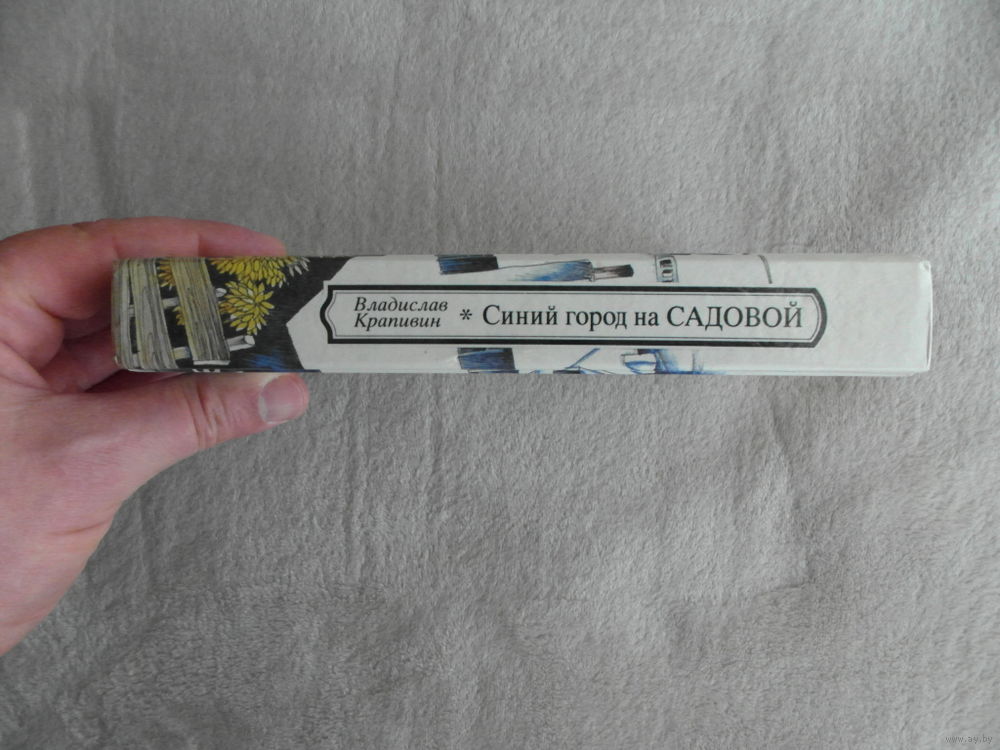 Владислав
Крапивин
* Синий город на САДОВОЙ
www.ay.by